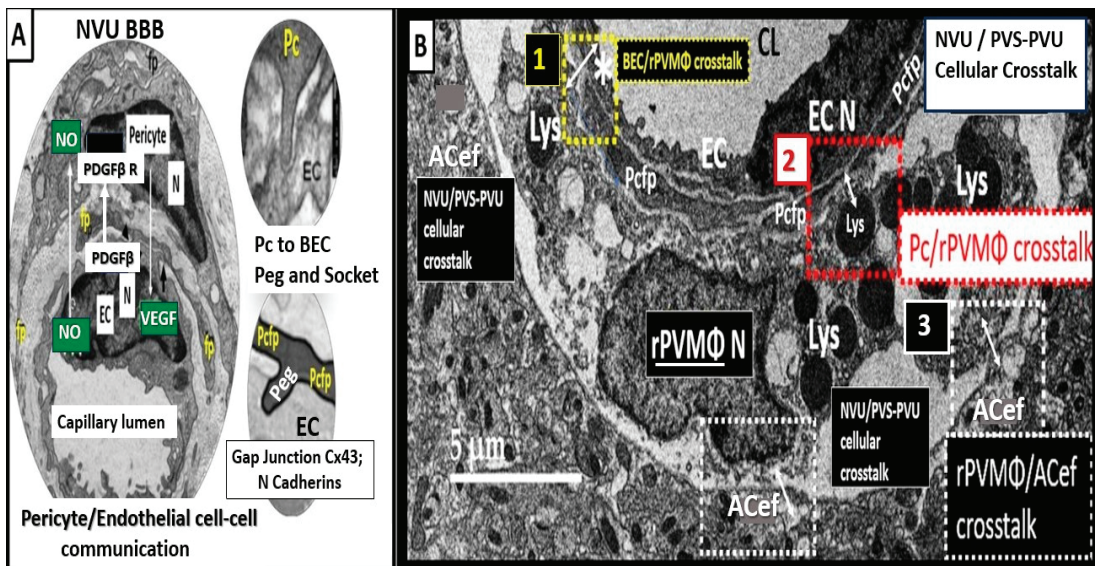 A
NVU BBB
fp
NO
Pericyte
PDGFβ R
N
fp
PDGFβ
N
EC
NO
VEGF
fp
fp
Capillary lumen
Pericyte/Endothelial cell-cell
communication
Pc
EC
Pc to BEC
Peg and Socket
Pcfp
Peg
Pcfp
EC
Gap Junction Cx43;
N Cadherins
B
1
*
BEC/rPVMΦ crosstalk
CL
NVU / PVS-PVU
Cellular Crosstalk
Pcfp
Lys
EC N
ACef
EC
2
Lys
NVU/PVS-PVU
cellular
crosstalk
Pcfp
Pcfp
Lys
Pc/rPVMΦ crosstalk
rPVMΦ N
Lys
3
5 μm
NVU/PVS-PVU
cellular
crosstalk
ACef
ACef
rPVMΦ/ACef
crosstalk